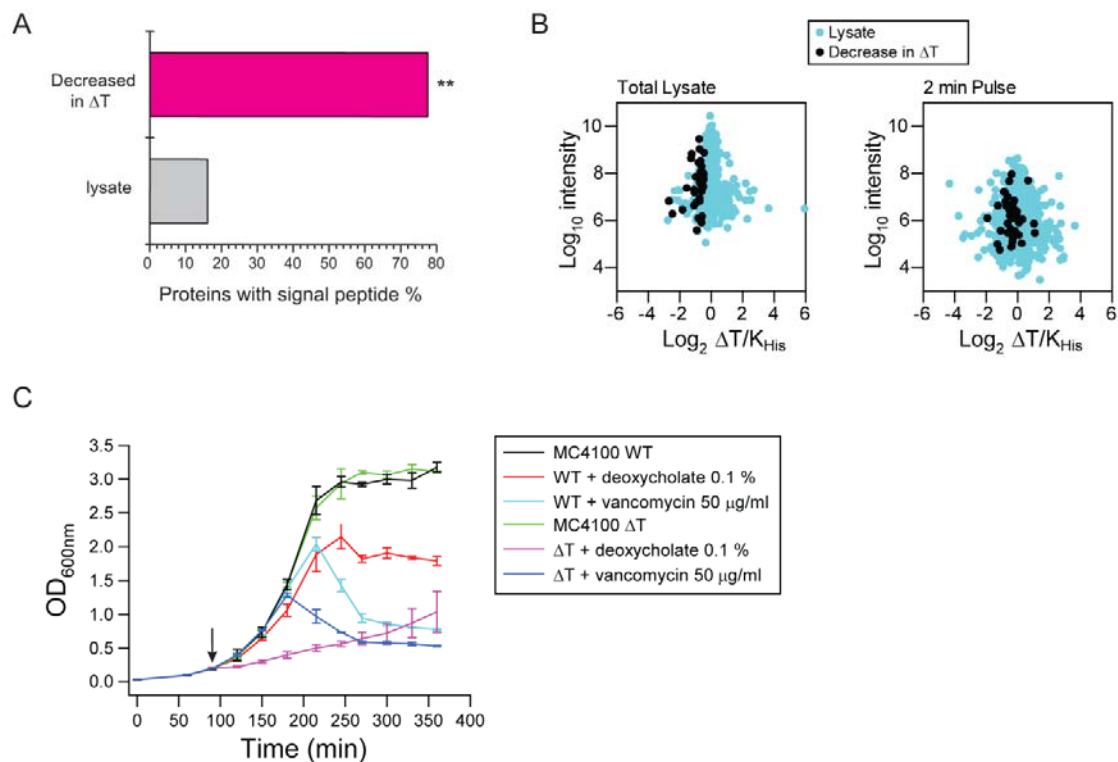 A
Decreased
in ΔT
**
lysate
0 10 20 30 40 50 60 70 80
Proteins with signal peptide %
B
Lysate
Decrease in ΔT
Total Lysate
2 min Pulse
Log10 intensity
10
8
6
4
-6 -4 -2 0 2 4 6
Log2 ΔT/KHis
Log10 intensity
10
8
6
4
-6 -4 -2 0 2 4 6
Log2 ΔT/KHis
C
OD600nm
3.5
3.0
2.5
2.0
1.5
1.0
0.5
0.0
0 50 100 150 200 250 300 350 400
Time (min)
MC4100 WT
WT + deoxycholate 0.1 %
WT + vancomycin 50 μg/ml
MC4100 ΔT
ΔT + deoxycholate 0.1 %
ΔT + vancomycin 50 μg/ml